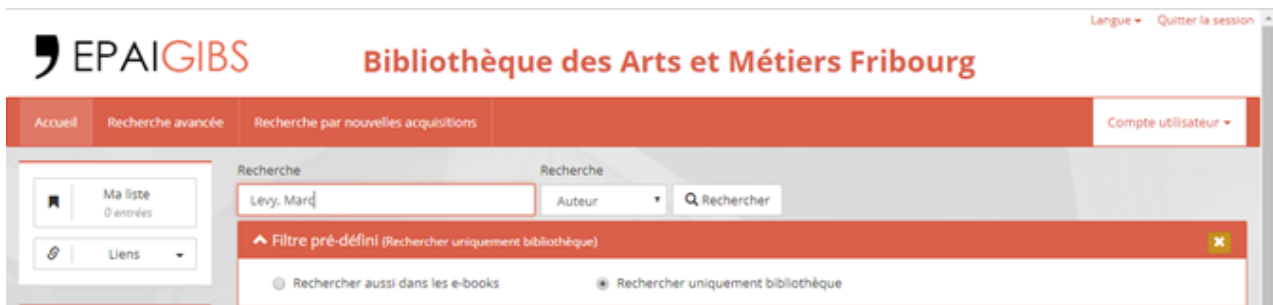 Langue Quitter la session
EPAIGIBS
Bibliothèque des Arts et Métiers Fribourg
Accueil Recherche avancée Recherche par nouvelles acquisitions Compte utilisateur
Recherche Recherche
Ma liste
0 entrées
Levy, Marc Auteur Rechercher
Filtre pré-défini (Rechercher uniquement bibliothèque)
Liens
Rechercher aussi dans les e-books Rechercher uniquement bibliothèque